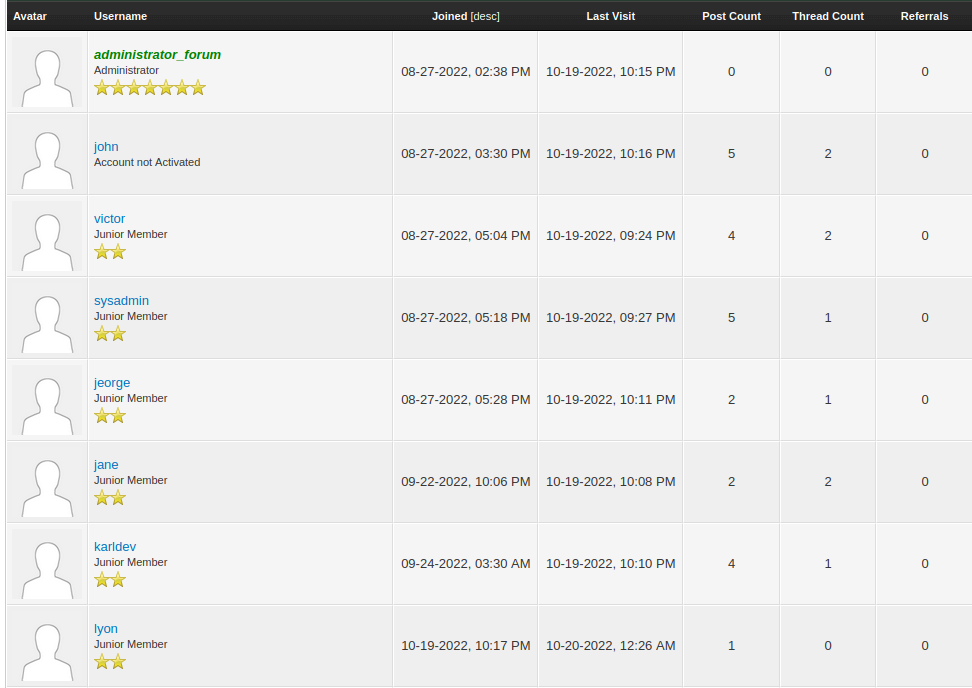 Avatar Username Joined [desc] Last Visit Post Count Thread Count Referrals
administrator_forum
Administrator
08-27-2022, 02:38 PM 10-19-2022, 10:15 PM 0 0 0
john
Account not Activated
08-27-2022, 03:30 PM 10-19-2022, 10:16 PM 5 2 0
victor
Junior Member
08-27-2022, 05:04 PM 10-19-2022, 09:24 PM 4 2 0
sysadmin
Junior Member
08-27-2022, 05:18 PM 10-19-2022, 09:27 PM 5 1 0
jeorge
Junior Member
08-27-2022, 05:28 PM 10-19-2022, 10:11 PM 2 1 0
jane
Junior Member
09-22-2022, 10:06 PM 10-19-2022, 10:08 PM 2 2 0
karldev
Junior Member
09-24-2022, 03:30 AM 10-19-2022, 10:10 PM 4 1 0
lyon
Junior Member
10-19-2022, 10:17 PM 10-20-2022, 12:26 AM 1 0 0